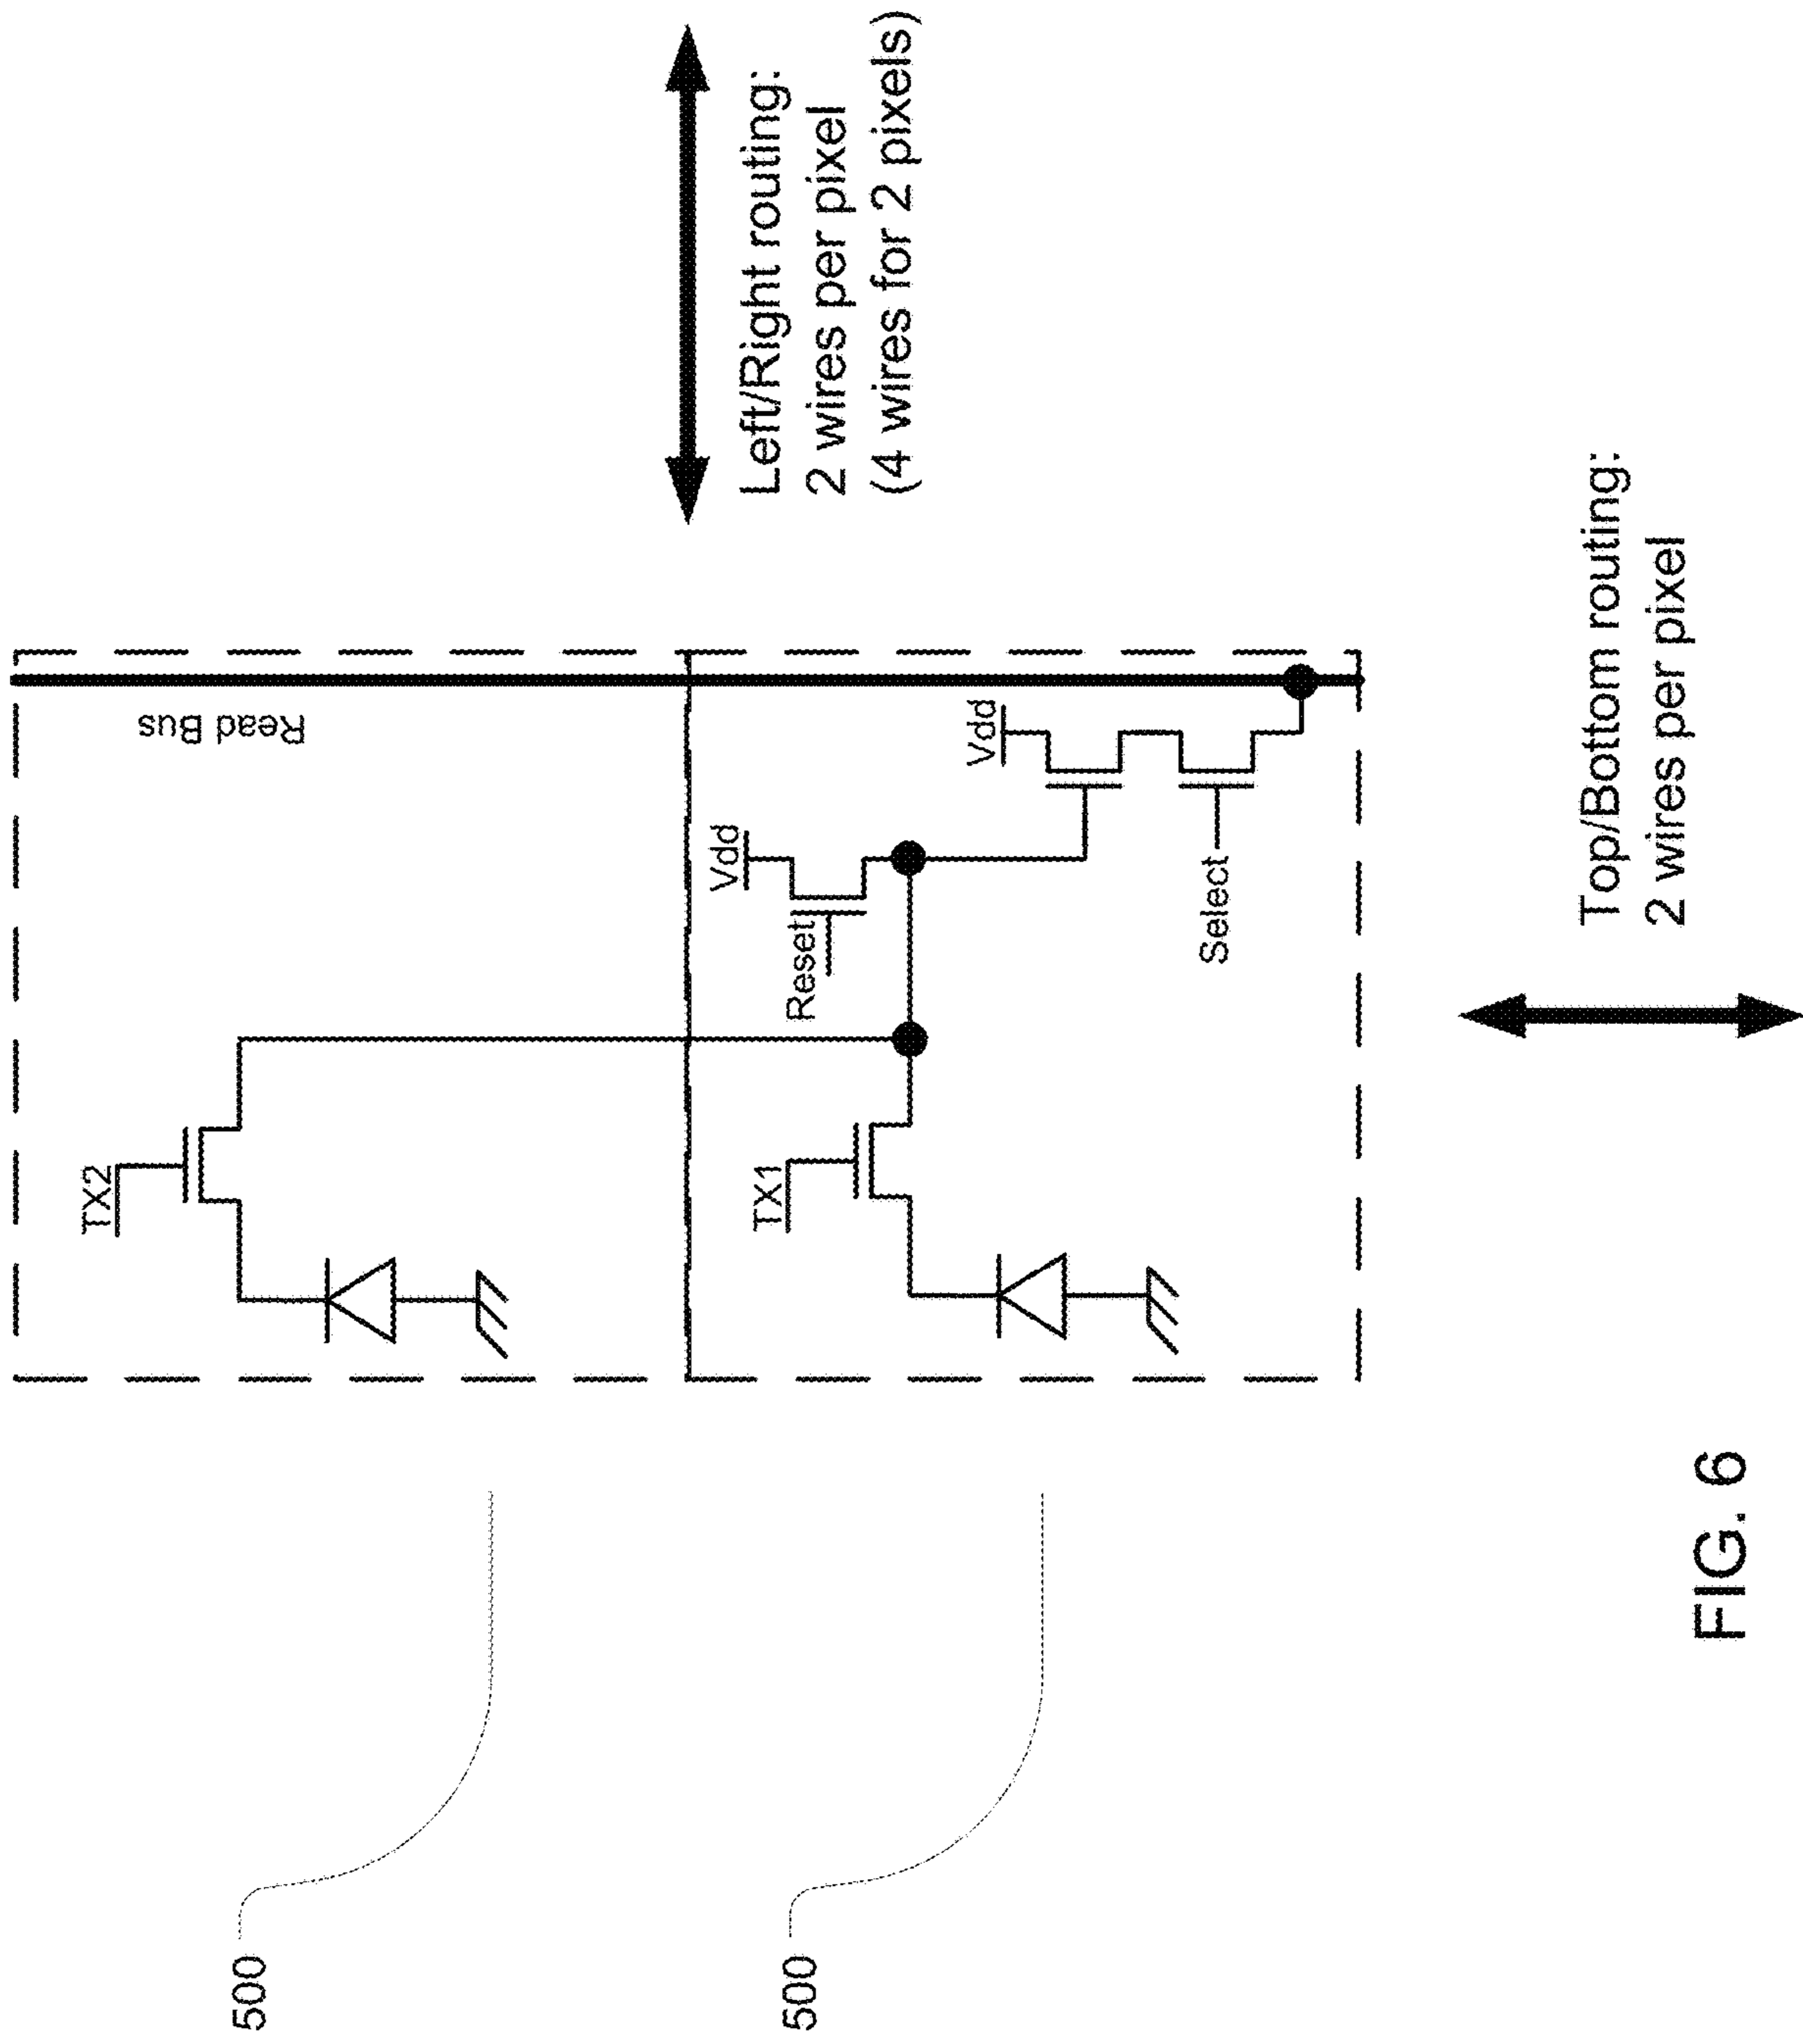 500
500
TX2
TX1
Reset
Vdd
Select
Vdd
Read Bus
Left/Right routing:
2 wires per pixel
(4 wires for 2 pixels)
Top/Bottom routing:
2 wires per pixel
FIG. 6